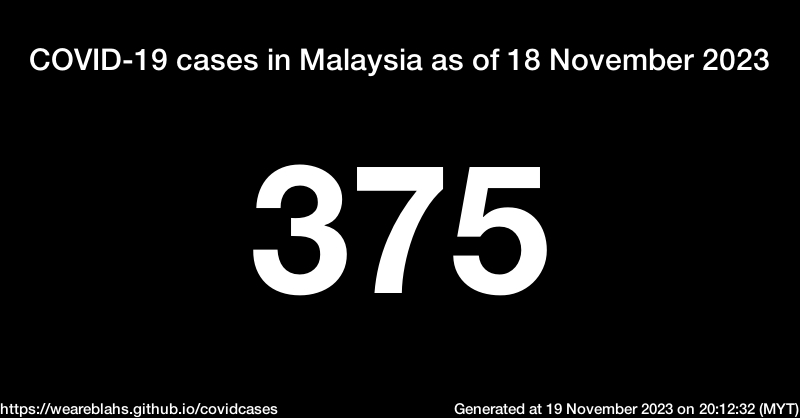 COVID-19 cases in Malaysia as of 18 November 2023
375
https://weareblahs.github.io/covidcases
Generated at 19 November 2023 on 20:12:32 (MYT)